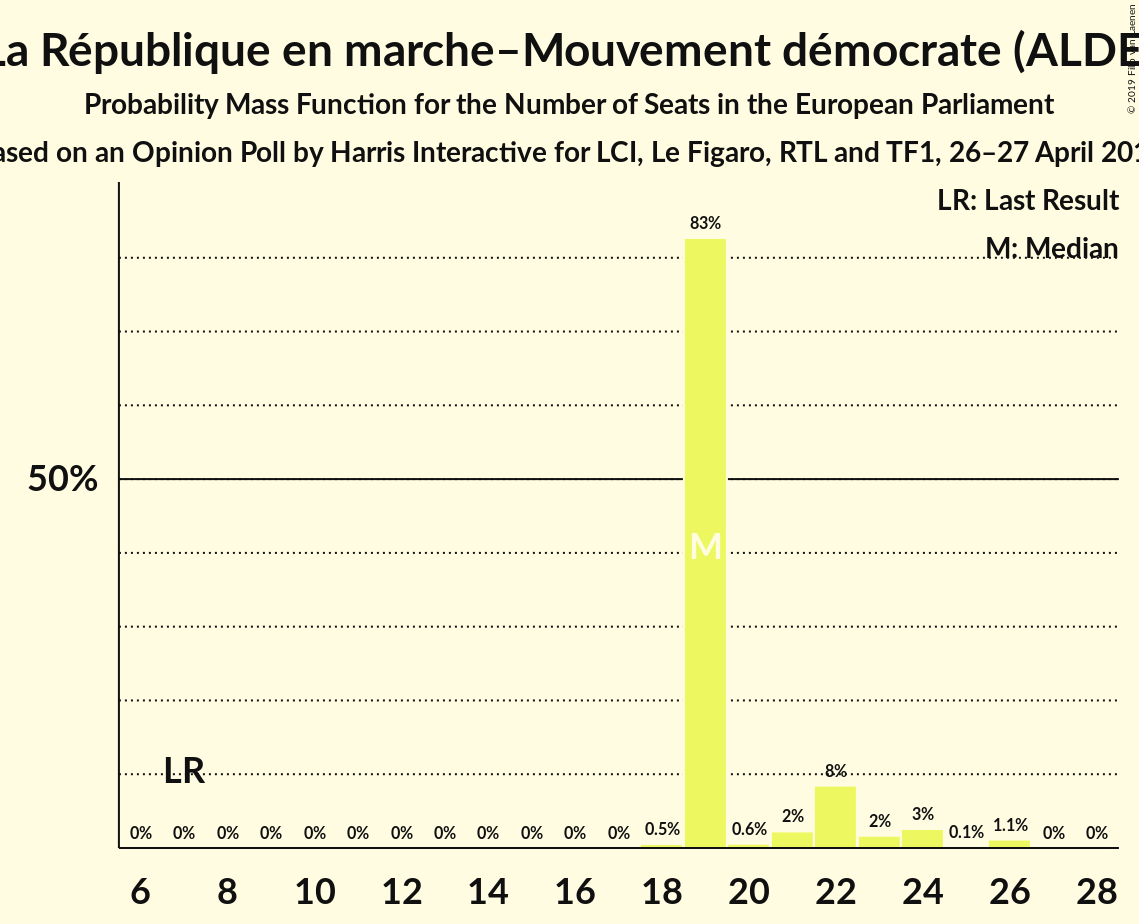 La République en marche–Mouvement démocrate (ALDE
Probability Mass Function for the Number of Seats in the European Parliament
ased on an Opinion Poll by Harris Interactive for LCI, Le Figaro, RTL and TF1, 26–27 April 201
© 2019 Filip van Laenen
LR: Last Result
M: Median
83%
50%
M
LR
0% 0% 0% 0% 0% 0% 0% 0% 0% 0% 0% 0% 0.5% 0.6% 2% 8% 2% 3% 0.1% 1.1% 0% 0%
6 8 10 12 14 16 18 20 22 24 26 28